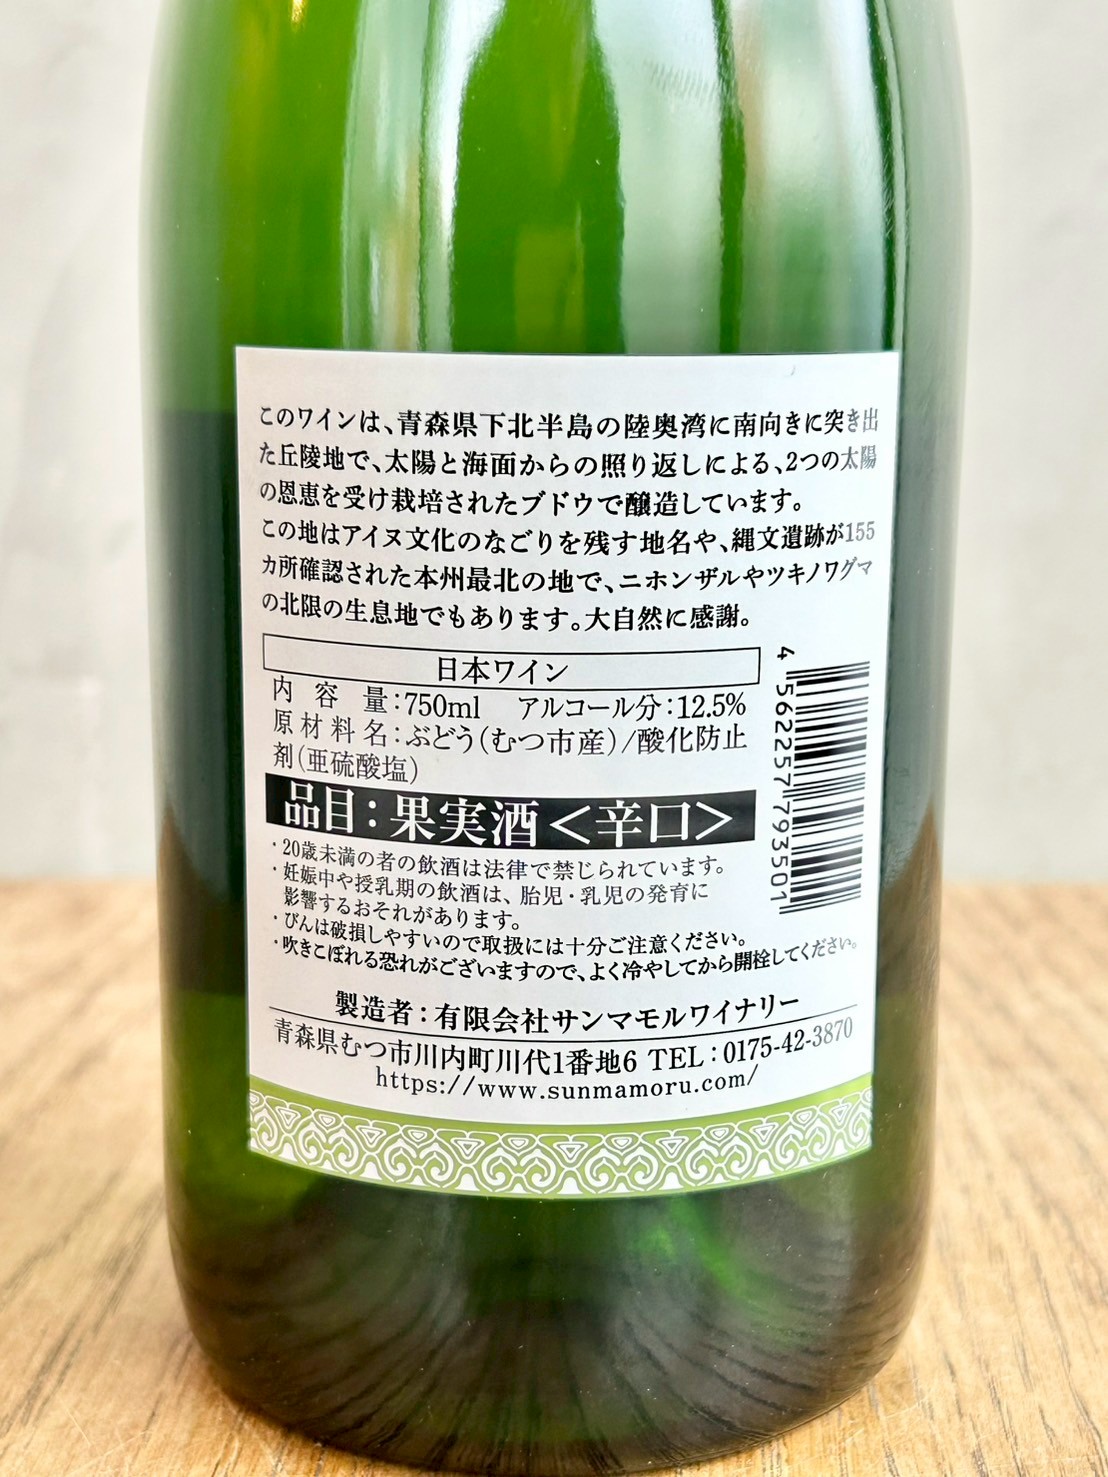 このワインは、青森県下北半島の陸奥湾に南向きに突き出
た丘陵地で、太陽と海面からの照り返しによる、2つの太陽
の恩恵を受け栽培されたブドウで醸造しています。
この地はアイヌ文化のなごりを残す地名や、縄文遺跡が155
カ所確認された本州最北の地で、ニホンザルやツキノワグマ
の北限の生息地でもあります。大自然に感謝。
日本ワイン
内容量:750ml アルコール分:12.5%
原材料名:ぶどう(むつ市産)/酸化防止
剤(亜硫酸塩)
品目:果実酒<辛口>
・20歳未満の者の飲酒は法律で禁じられています。
・妊娠中や授乳期の飲酒は、胎児・乳児の発育に
影響するおそれがあります。
・びんは破損しやすいので取扱には十分ご注意ください。
・吹きこぼれる恐れがございますので、よく冷やしてから開栓してください。
4562257793501
製造者:有限会社サンマモルワイナリー
青森県むつ市川内町川代1番地6 TEL:0175-42-3870
https://www.sunmamoru.com/